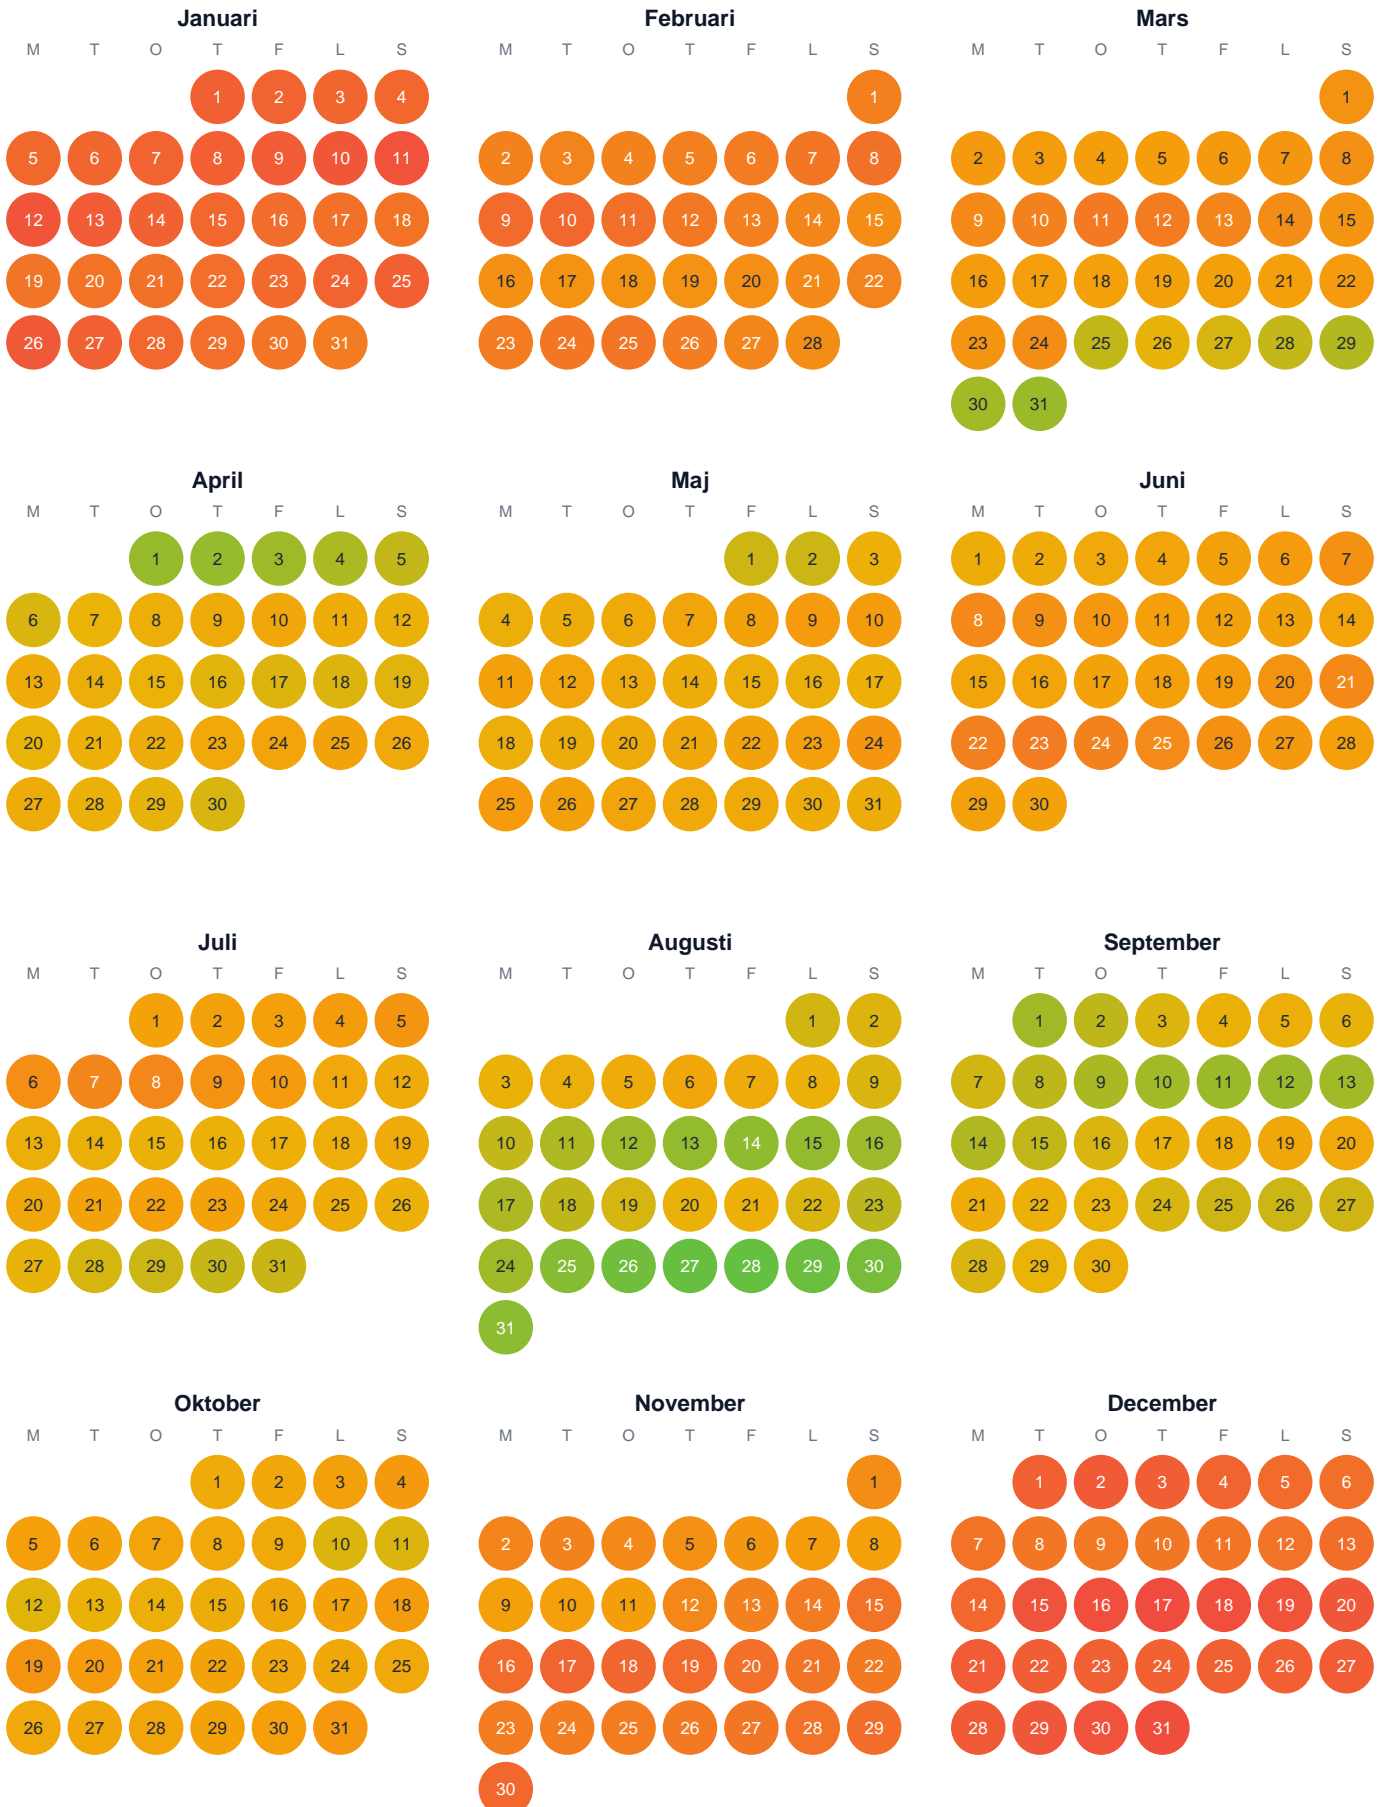 Januari Februari Mars
M T O T F L S M T O T F L S M T O T F L S
1 2 3 4 1 1
5 6 7 8 9 10 11 2 3 4 5 6 7 8 2 3 4 5 6 7 8
12 13 14 15 16 17 18 9 10 11 12 13 14 15 9 10 11 12 13 14 15
19 20 21 22 23 24 25 16 17 18 19 20 21 22 16 17 18 19 20 21 22
26 27 28 29 30 31 23 24 25 26 27 28 23 24 25 26 27 28 29
30 31
April Maj Juni
M T O T F L S M T O T F L S M T O T F L S
1 2 3 4 5 1 2 3 1 2 3 4 5 6 7
6 7 8 9 10 11 12 4 5 6 7 8 9 10 8 9 10 11 12 13 14
13 14 15 16 17 18 19 11 12 13 14 15 16 17 15 16 17 18 19 20 21
20 21 22 23 24 25 26 18 19 20 21 22 23 24 22 23 24 25 26 27 28
27 28 29 30 25 26 27 28 29 30 31 29 30
Juli Augusti September
M T O T F L S M T O T F L S M T O T F L S
1 2 3 4 5 1 2 1 2 3 4 5 6
6 7 8 9 10 11 12 3 4 5 6 7 8 9 7 8 9 10 11 12 13
13 14 15 16 17 18 19 10 11 12 13 14 15 16 14 15 16 17 18 19 20
20 21 22 23 24 25 26 17 18 19 20 21 22 23 21 22 23 24 25 26 27
27 28 29 30 31 24 25 26 27 28 29 30 28 29 30
31
Oktober November December
M T O T F L S M T O T F L S M T O T F L S
1 2 3 4 1 1 2 3 4 5 6
5 6 7 8 9 10 11 2 3 4 5 6 7 8 7 8 9 10 11 12 13
12 13 14 15 16 17 18 9 10 11 12 13 14 15 14 15 16 17 18 19 20
19 20 21 22 23 24 25 16 17 18 19 20 21 22 21 22 23 24 25 26 27
26 27 28 29 30 31 23 24 25 26 27 28 29 28 29 30 31
30